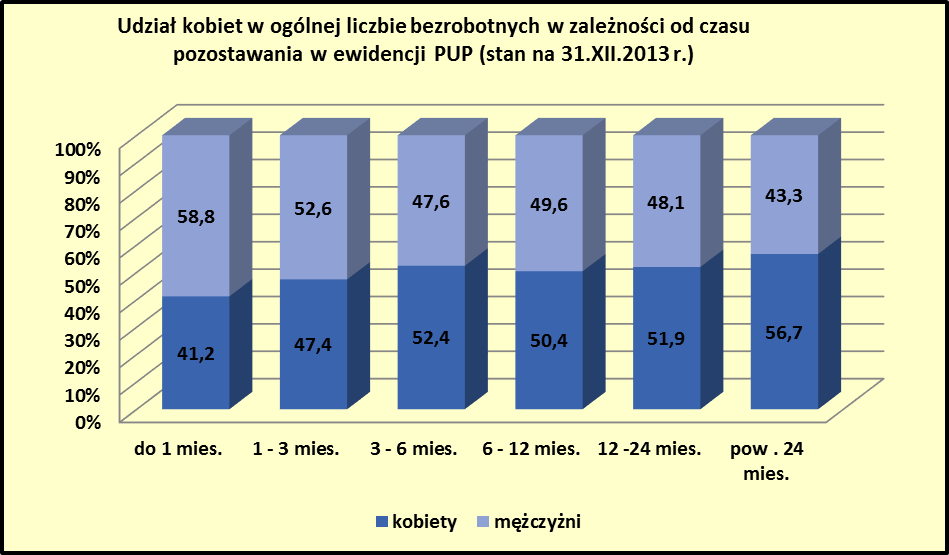 Udział kobiet w ogólnej liczbie bezrobotnych w zależności od czasu
pozostawania w ewidencji PUP (stan na 31.XII.2013 r.)
100%
90%
80%
70%
60%
50%
40%
30%
20%
10%
0%
58,8
52,6
47,6
49,6
48,1
43,3
41,2
47,4
52,4
50,4
51,9
56,7
do 1 mies.
1 - 3 mies.
3 - 6 mies.
6 - 12 mies.
12 -24 mies.
pow . 24
mies.
kobiety
mężczyźni